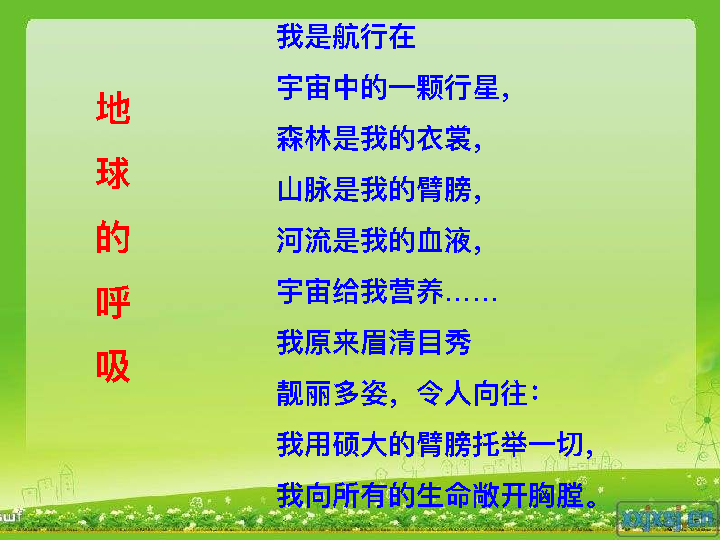 地球的呼吸
我是航行在
宇宙中的一颗行星，
森林是我的衣裳，
山脉是我的臂膀，
河流是我的血液，
宇宙给我营养……
我原来眉清目秀
靓丽多姿，令人向往：
我用硕大的臂膀托举一切，
我向所有的生命敞开胸膛。